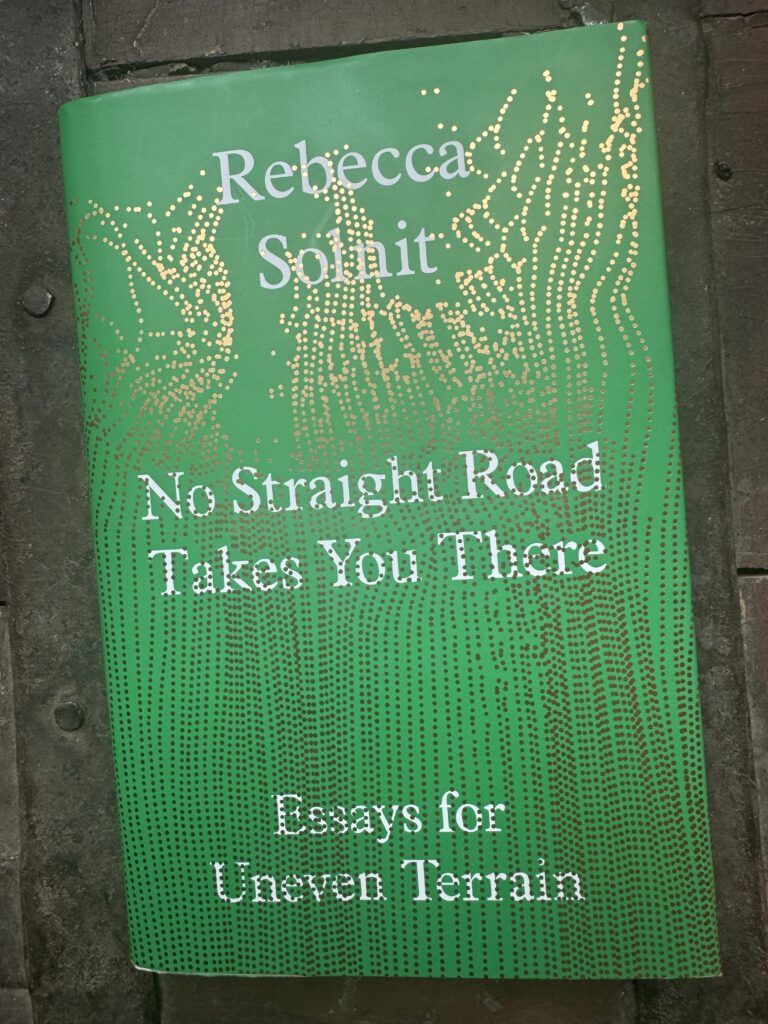 Rebecca
Solnit
No Straight Road
Takes You There
Essays for
Uneven Terrain